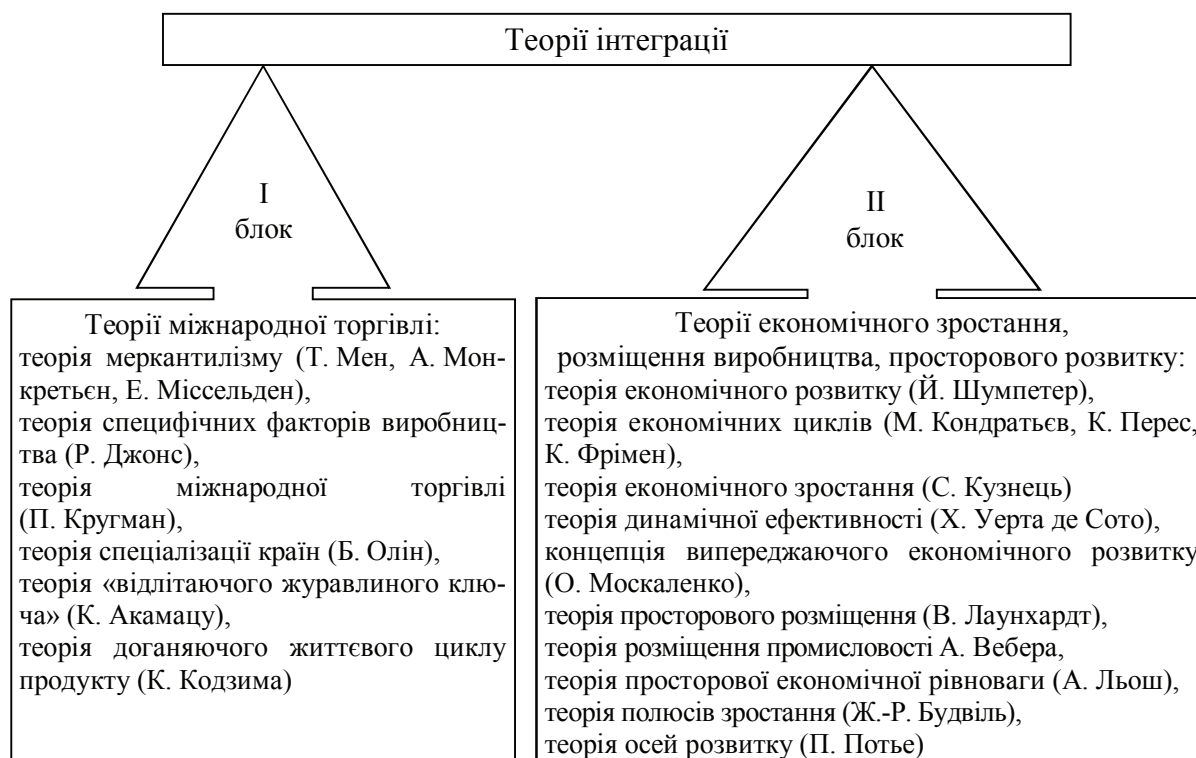 Теорії інтеграції
І
блок
ІІ
блок
Теорії міжнародної торгівлі:
теорія меркантилізму (Т. Мен, А. Мон-
кретьєн, Е. Міссельден),
теорія специфічних факторів виробниц-
тва (Р. Джонс),
теорія міжнародної торгівлі
(П. Кругман),
теорія спеціалізації країн (Б. Олін),
теорія «відлітаючого журавлиного клю-
ча» (К. Акамацу),
теорія доганяючого життєвого циклу
продукту (К. Кодзима)
Теорії економічного зростання,
розміщення виробництва, просторового розвитку:
теорія економічного розвитку (Й. Шумпетер),
теорія економічних циклів (М. Кондратьєв, К. Перес,
К. Фрімен),
теорія економічного зростання (С. Кузнець)
теорія динамічної ефективності (Х. Уерта де Сото),
концепція випереджаючого економічного розвитку
(О. Москаленко),
теорія просторового розміщення (В. Лаунхардт),
теорія розміщення промисловості А. Вебера,
теорія просторової економічної рівноваги (А. Льош),
теорія полюсів зростання (Ж.-Р. Будвіль),
теорія осей розвитку (П. Потье)